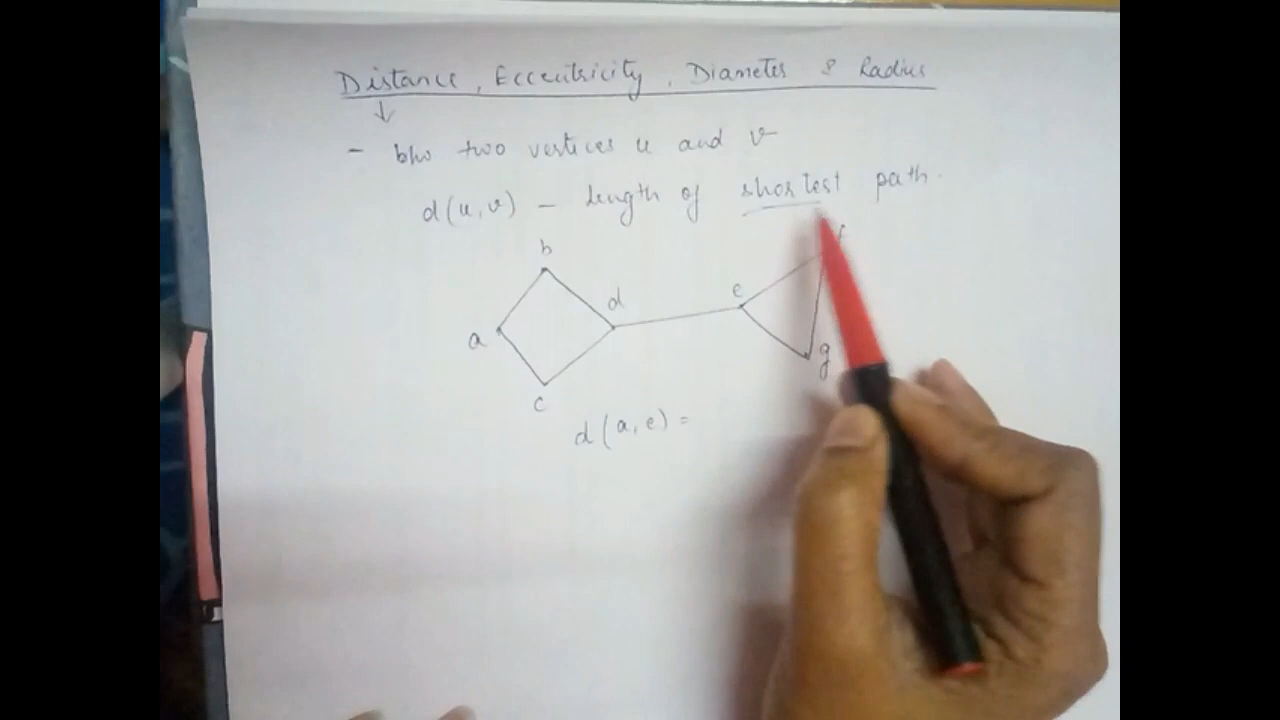 Distance, Eccentricity, Diameter & Radius
- b/w two vertices u and v
d(u,v) - length of shortest path.
b
f
d
e
a
g
c
d(a,e) =